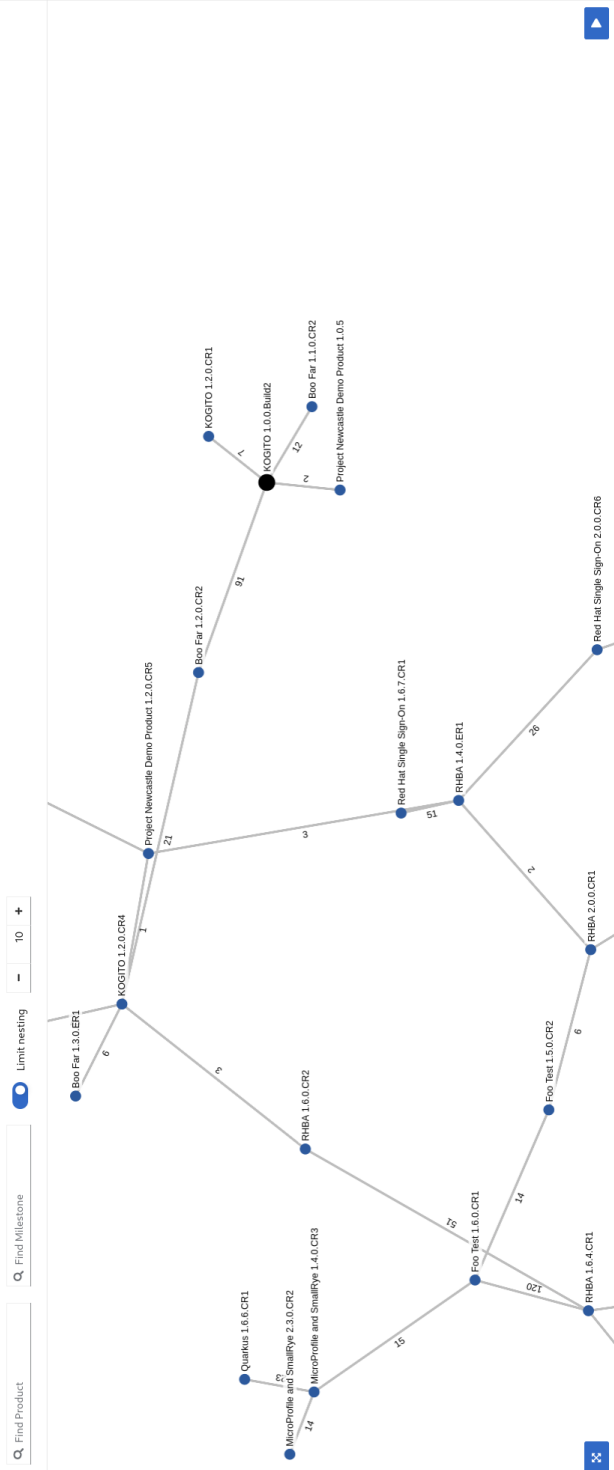 Find Product
Find Milestone
Limit nesting
− 10 +
Boo Far 1.3.0.ER1
KOGITO 1.2.0.CR4
1
Project Newcastle Demo Product 1.2.0.CR5
21
Boo Far 1.2.0.CR2
91
KOGITO 1.2.0.CR1
7
KOGITO 1.0.0.Build2
12
Boo Far 1.1.0.CR2
2
Project Newcastle Demo Product 1.0.5
3
RHBA 1.6.0.CR2
3
Quarkus 1.6.6.CR1
MicroProfile and SmallRye 2.3.0.CR2
14
MicroProfile and SmallRye 1.4.0.CR3
15
Red Hat Single Sign-On 1.6.7.CR1
51
RHBA 1.4.0.ER1
51
Foo Test 1.6.0.CR1
14
120
26
2
Foo Test 1.5.0.CR2
RHBA 1.6.4.CR1
RHBA 2.0.0.CR1
Red Hat Single Sign-On 2.0.0.CR6